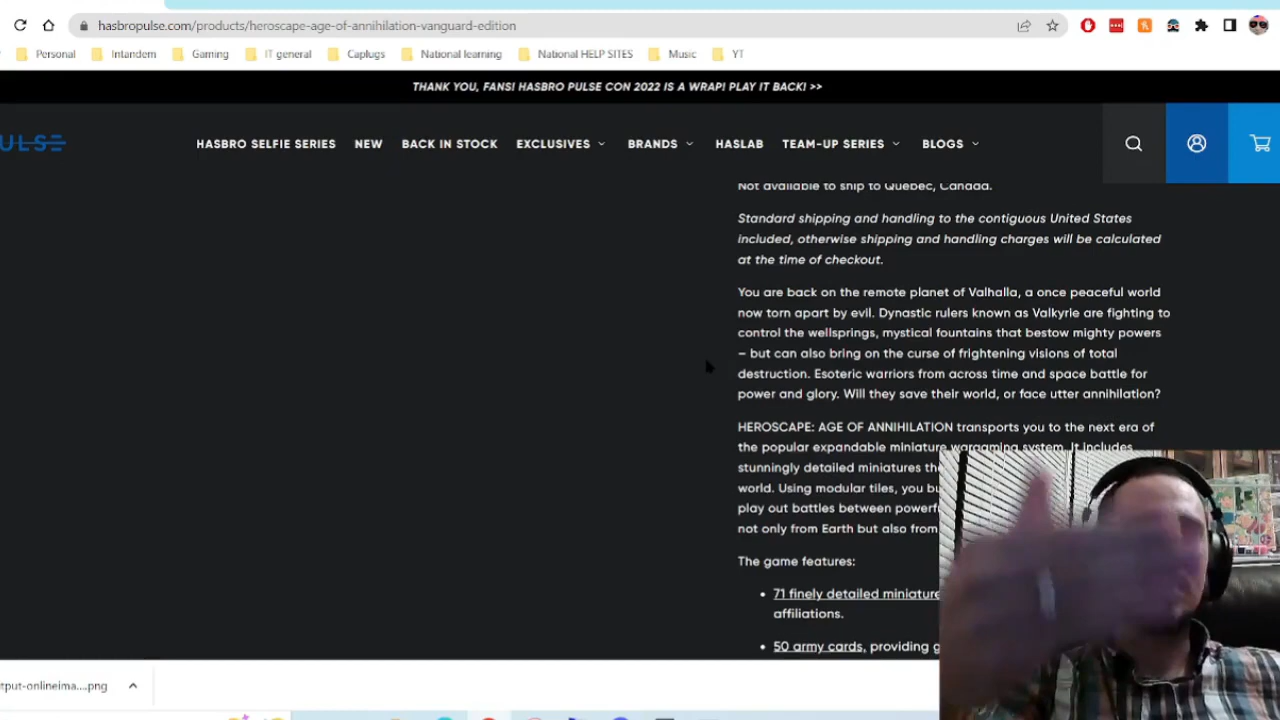 hasbropulse.com/products/heroscape-age-of-annihilation-vanguard-edition
Personal Intandem Gaming IT general Caplugs National learning National HELP SITES Music YT
THANK YOU, FANS! HASBRO PULSE CON 2022 IS A WRAP! PLAY IT BACK! >>
ULSE HASBRO SELFIE SERIES NEW BACK IN STOCK EXCLUSIVES BRANDS HASLAB TEAM-UP SERIES BLOGS
Not available to ship to Quebec, Canada.
Standard shipping and handling to the contiguous United States
included, otherwise shipping and handling charges will be calculated
at the time of checkout.
You are back on the remote planet of Valhalla, a once peaceful world
now torn apart by evil. Dynastic rulers known as Valkyrie are fighting to
control the wellsprings, mystical fountains that bestow mighty powers
– but can also bring on the curse of frightening visions of total
destruction. Esoteric warriors from across time and space battle for
power and glory. Will they save their world, or face utter annihilation?
HEROSCAPE: AGE OF ANNIHILATION transports you to the next era of
the popular expandable miniature wargaming system. It includes
stunningly detailed miniatures
world. Using modular tiles, you
play out battles between
not only from Earth but also from
The game features:
• 71 finely detailed
affiliations.
• 50 army cards, providing
tput-onlineima....png